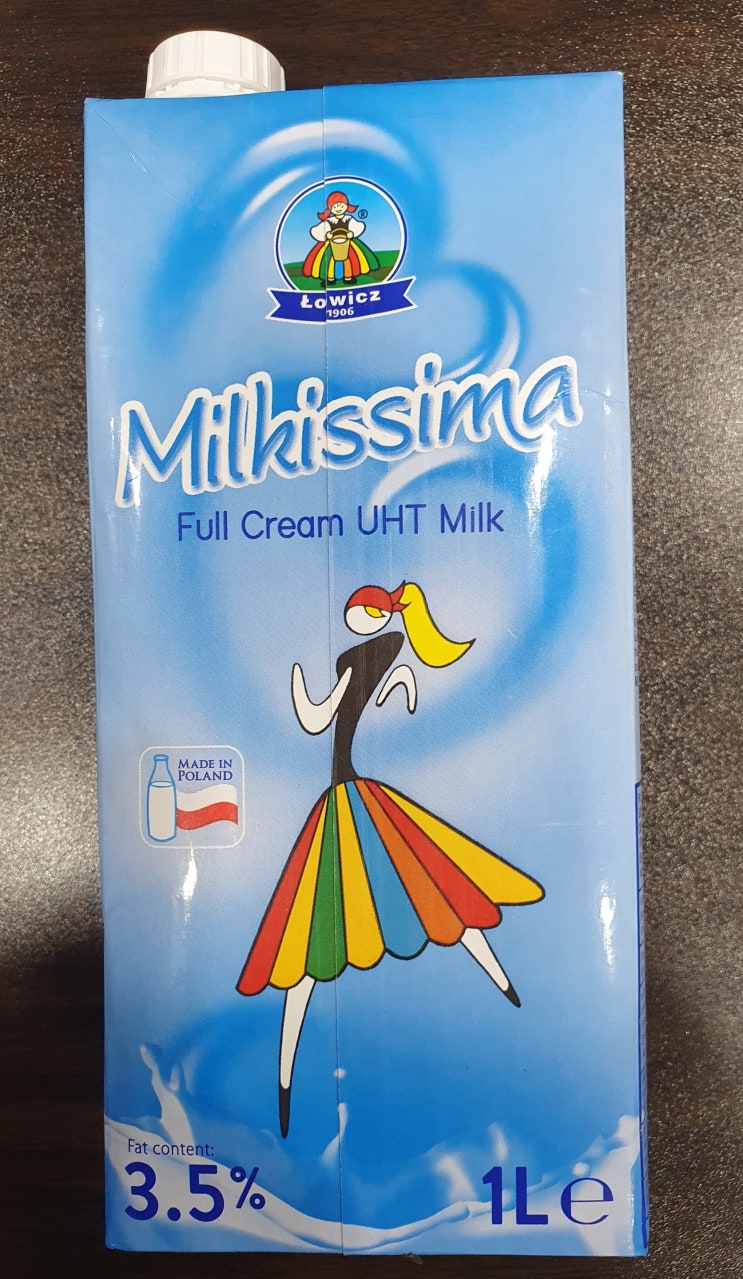 ®
Łowicz
1906
Milkissima
Full Cream UHT Milk
MADE IN
POLAND
Fat content:
3.5%
1L ℮